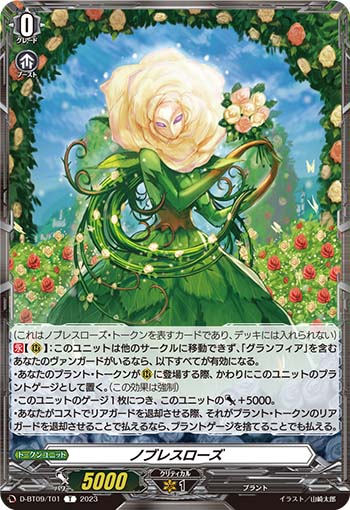 0
グレード
ブースト
(これはノブレスローズ・トークンを表すカードであり、デッキには入れられない)
永【R】:このユニットは他のサークルに移動できず、「グランフィア」を含む
あなたのヴァンガードがいるなら、以下すべてが有効になる。
・あなたのプラント・トークンがRに登場する際、かわりにこのユニットのプ
ラントゲージとして置く。(この効果は強制)
・このユニットのゲージ1枚につき、このユニットの+5000。
・あなたがコストでリアガードを退却させる際、それがプラント・トークンのリア
ガードを退却させることで払えるなら、プラントゲージを捨てることでも払える。
トークンユニット
ノブレスローズ
パワー
5000
クリティカル
1
プラント
D-BT09/T01 T 2023
イラスト/山崎太郎